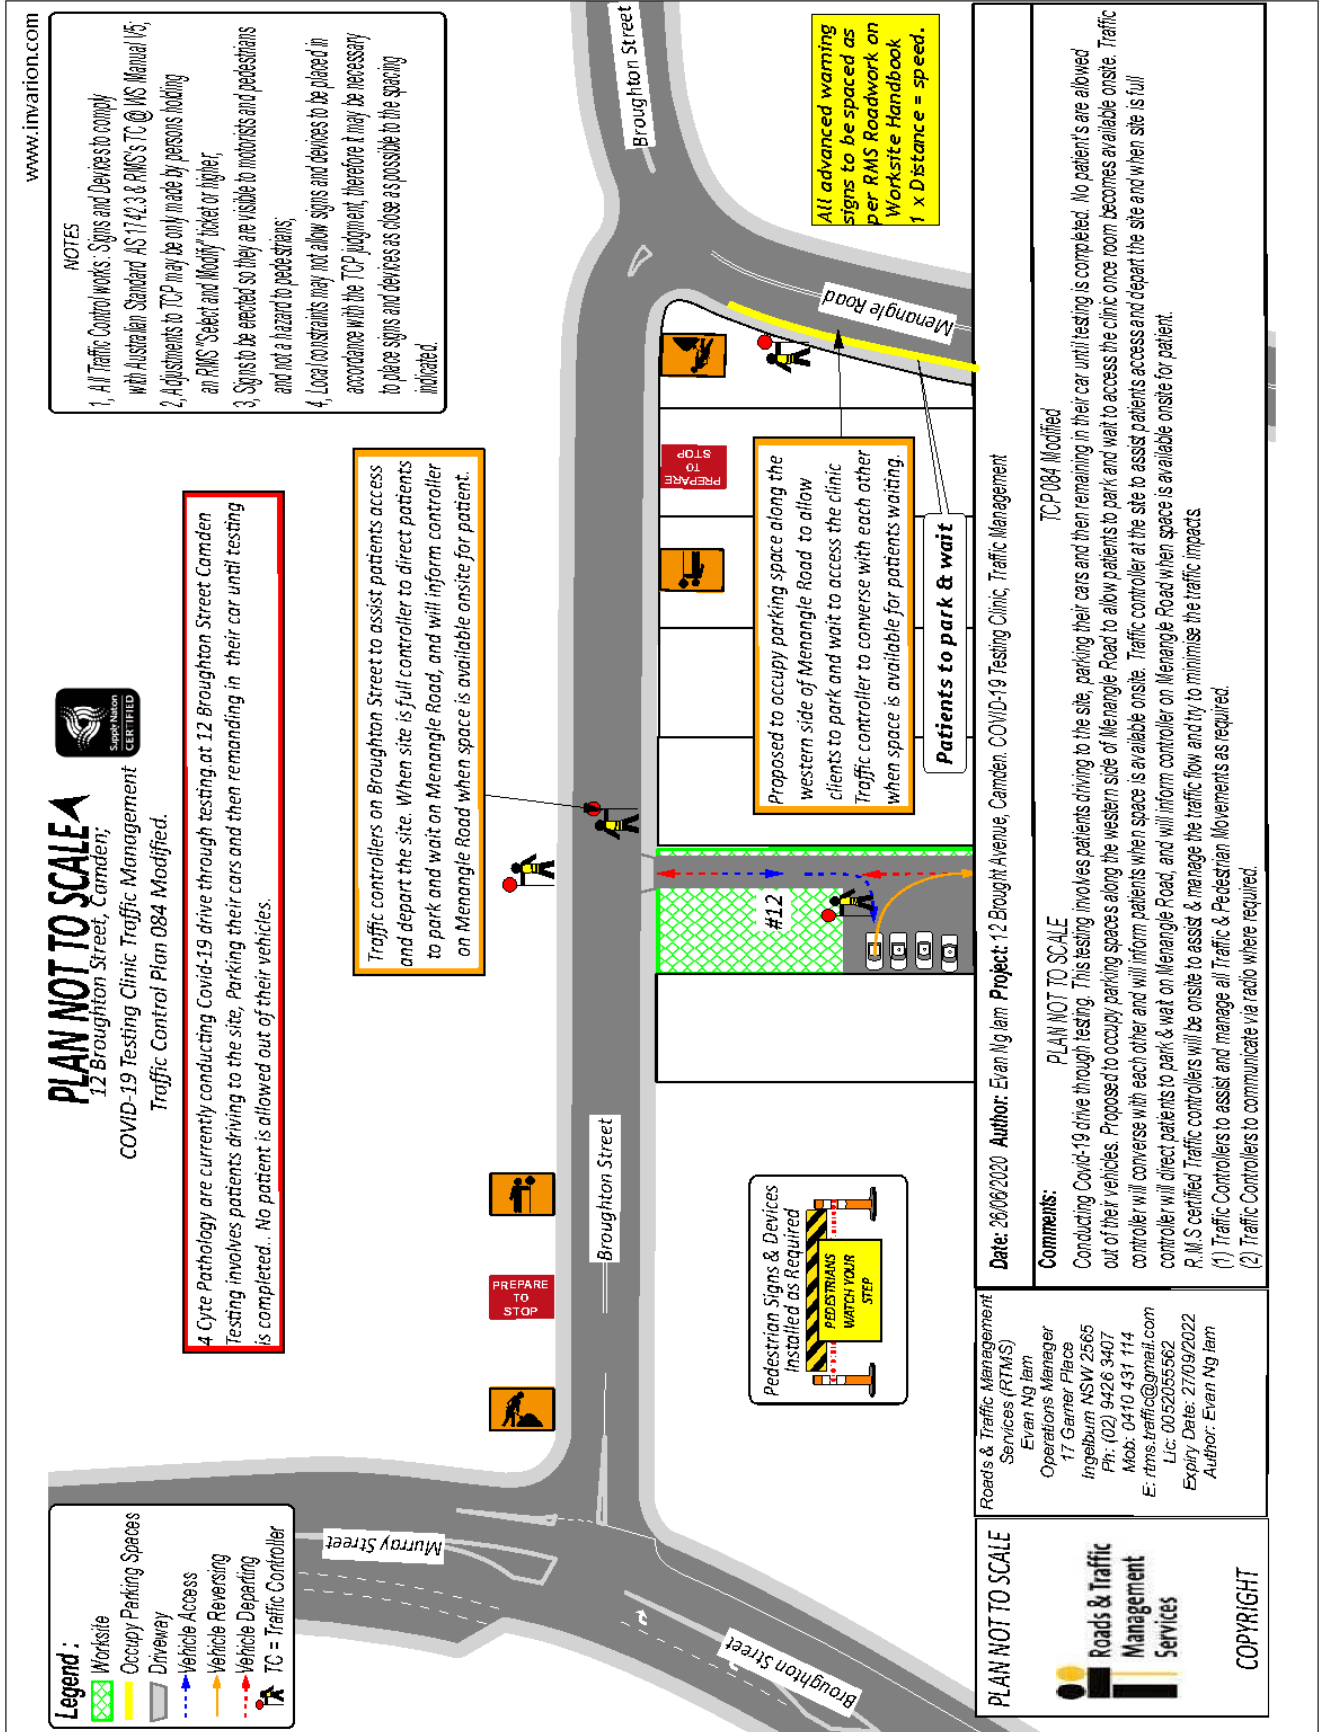 www.invarion.com
Legend :
Worksite
Occupy Parking Spaces
Driveway
Vehicle Access
Vehicle Reversing
Vehicle Departing
TC = Traffic Controller
PLAN NOT TO SCALE
12 Broughton Street, Camden;
COVID-19 Testing Clinic Traffic Management
Traffic Control Plan 084 Modified.
Supply Nation
CERTIFIED
NOTES
1, All Traffic Control works. Signs and Devices to comply
with Australian Standard AS 1742.3 & RMS's TC @ WS Manual V5;
2, Adjustments to TCP may be only made by persons holding
an RMS "Select and Modify" ticket or higher;
3, Signs to be erected so they are visible to motorists and pedestrians
and not a hazard to pedestrians;
4, Local constraints may not allow signs and devices to be placed in
accordance with the TCP judgment, therefore it may be necessary
to place signs and devices as close as possible to the spacing
indicated.
4 Cyte Pathology are currently conducting Covid-19 drive through testing at 12 Broughton Street Camden
Testing involves patients driving to the site, Parking their cars and then remanding in their car until testing
is completed.. No patient is allowed out of their vehicles.
Traffic controllers on Broughton Street to assist patients access
and depart the site. When site is full controller to direct patients
to park and wait on Menangle Road, and will inform controller
on Menangle Road when space is available onsite for patient.
Murray Street
PREPARE
TO
STOP
Broughton Street
Broughton Street
Broughton Street
#12
PREPARE
TO
STOP
Menangle Road
All advanced warning
signs to be spaced as
per RMS Roadwork on
Worksite Handbook
1 x Distance = speed.
Pedestrian Signs & Devices
Installed as Required
PEDESTRIANS
WATCH YOUR
STEP
Proposed to occupy parking space along the
western side of Menangle Road to allow
clients to park and wait to access the clinic
Traffic controller to converse with each other
when space is available for patients waiting.
Patients to park & wait
PLAN NOT TO SCALE
Roads & Traffic
Management
Services
COPYRIGHT
Roads & Traffic Management
Services (RTMS)
Evan Ng lam
Operations Manager
17 Garner Place
Ingelburn NSW 2565
Ph: (02) 9426 3407
Mob: 0410 431 114
E: rtms.traffic@gmail.com
Lic: 0052055562
Expiry Date: 27/09/2022
Author: Evan Ng lam
Date: 26/06/2020 Author: Evan Ng lam Project: 12 Brought Avenue, Camden. COVID-19 Testing Clinic, Traffic Management
Comments: PLAN NOT TO SCALE TCP 084 Modified
Conducting Covid-19 drive through testing. This testing involves patients driving to the site, parking their cars and then remaining in their car until testing is completed. No patient's are allowed
out of their vehicles. Proposed to occupy parking spaces along the western side of Menangle Road to allow patients to park and wait to access the clinic once room becomes available onsite. Traffic
controller will converse with each other and will inform patients when space is available onsite. Traffic controller at the site to assist patients access and depart the site and when site is full
controller will direct patients to park & wait on Menangle Road, and will inform controller on Menangle Road when space is available onsite for patient.
R.M.S certified Traffic controllers will be onsite to assist & manage the traffic flow and try to minimise the traffic impacts
(1) Traffic Controllers to assist and manage all Traffic & Pedestrian Movements as required.
(2) Traffic Controllers to communicate via radio where required.